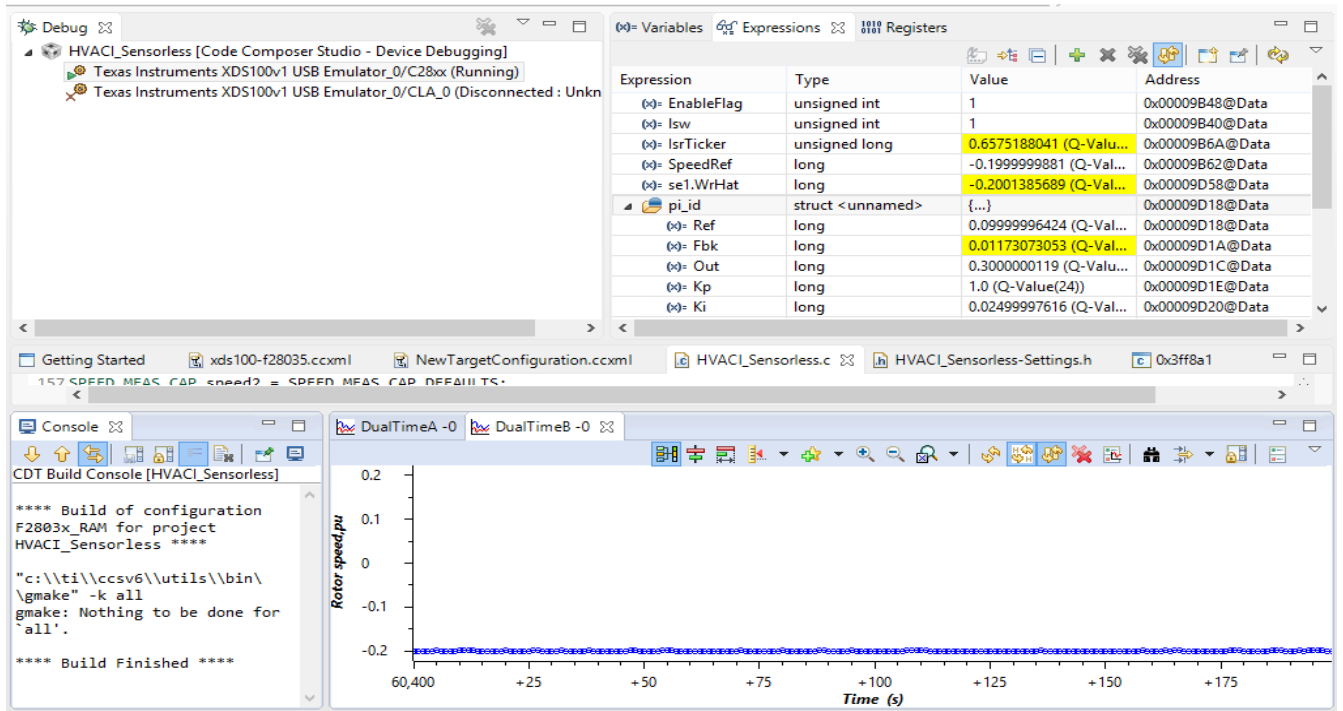 Debug
HVACI_Sensorless [Code Composer Studio - Device Debugging]
Texas Instruments XDS100v1 USB Emulator_0/C28xx (Running)
Texas Instruments XDS100v1 USB Emulator_0/CLA_0 (Disconnected : Unkn
(x)= Variables Expressions 1010 0101 Registers
Expression Type Value Address
(x)= EnableFlag unsigned int 1 0x00009B48@Data
(x)= lsw unsigned int 1 0x00009B40@Data
(x)= IsrTicker unsigned long 0.6575188041 (Q-Valu... 0x00009B6A@Data
(x)= SpeedRef long -0.1999999881 (Q-Val... 0x00009B62@Data
(x)= se1.WrHat long -0.2001385689 (Q-Val... 0x00009D58@Data
pi_id struct <unnamed> {...} 0x00009D18@Data
(x)= Ref long 0.09999996424 (Q-Val... 0x00009D18@Data
(x)= Fbk long 0.01173073053 (Q-Val... 0x00009D1A@Data
(x)= Out long 0.3000000119 (Q-Valu... 0x00009D1C@Data
(x)= Kp long 1.0 (Q-Value(24)) 0x00009D1E@Data
(x)= Ki long 0.02499997616 (Q-Val... 0x00009D20@Data
Getting Started xds100-f28035.ccxml NewTargetConfiguration.ccxml HVACI_Sensorless.c HVACI_Sensorless-Settings.h 0x3ff8a1
157 SPEED_MEAS_CAP speed2 = SPEED_MEAS_CAP_DEFAULTS;
Console
CDT Build Console [HVACI_Sensorless]
**** Build of configuration
F2803x_RAM for project
HVACI_Sensorless ****
"c:\\ti\\ccsv6\\utils\\bin\
\gmake" -k all
gmake: Nothing to be done for
`all'.
**** Build Finished ****
DualTimeA -0 DualTimeB -0
Rotor speed,pu
0.2
0.1
0
-0.1
-0.2
60,400 +25 +50 +75 +100 +125 +150 +175
Time (s)